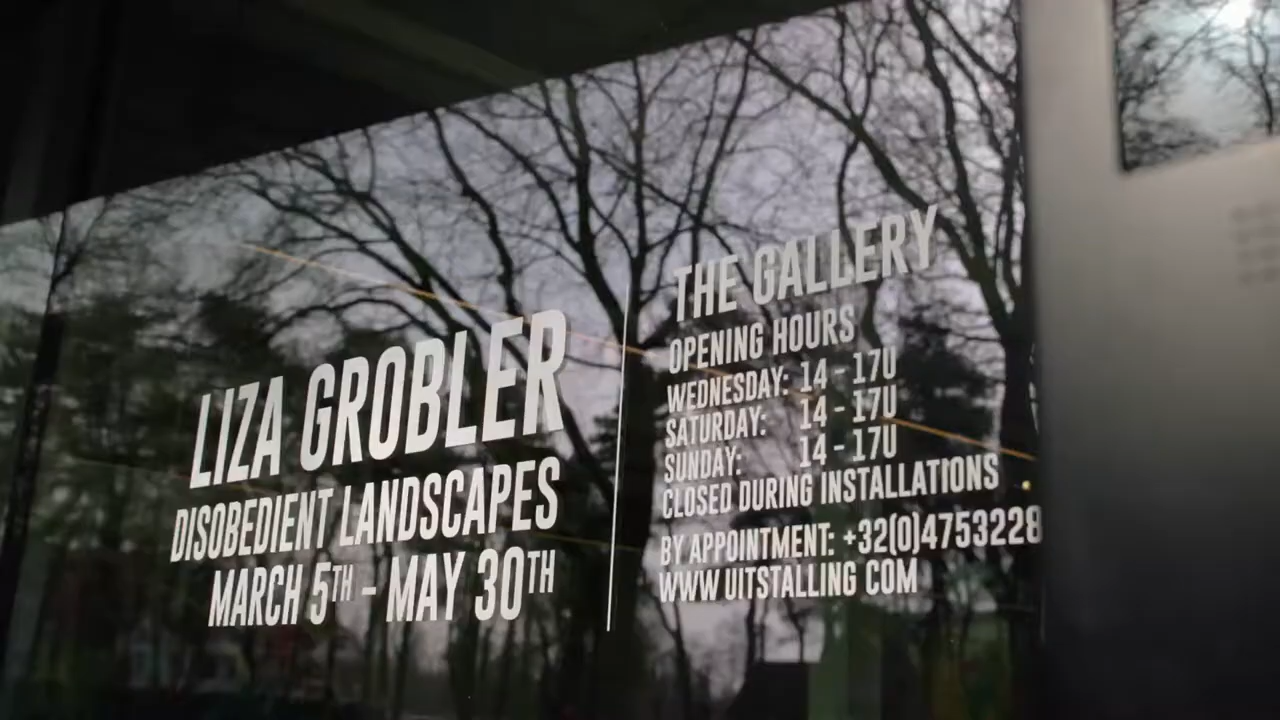 LIZA GROBLER
DISOBEDIENT LANDSCAPES
MARCH 5TH - MAY 30TH
THE GALLERY
OPENING HOURS
WEDNESDAY: 14 - 17U
SATURDAY: 14 - 17U
SUNDAY: 14 - 17U
CLOSED DURING INSTALLATIONS
BY APPOINTMENT: +32(0)4753228
WWW UITSTALLING COM